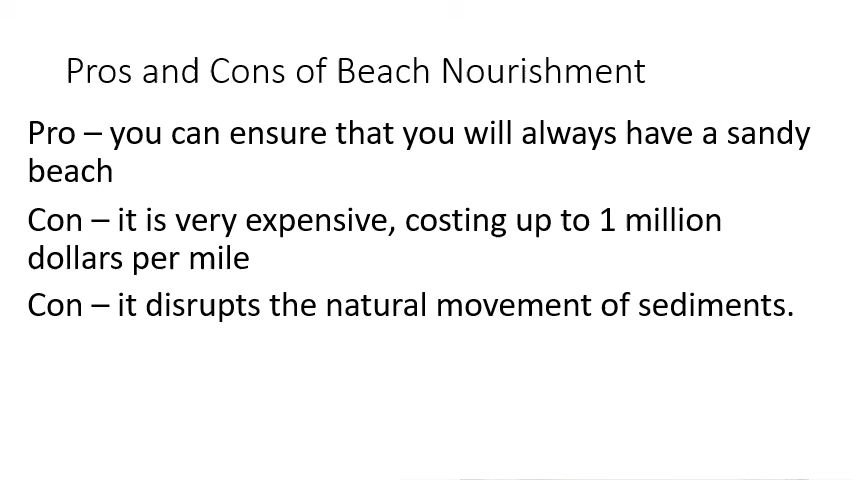 Pros and Cons of Beach Nourishment
Pro – you can ensure that you will always have a sandy
beach
Con – it is very expensive, costing up to 1 million
dollars per mile
Con – it disrupts the natural movement of sediments.